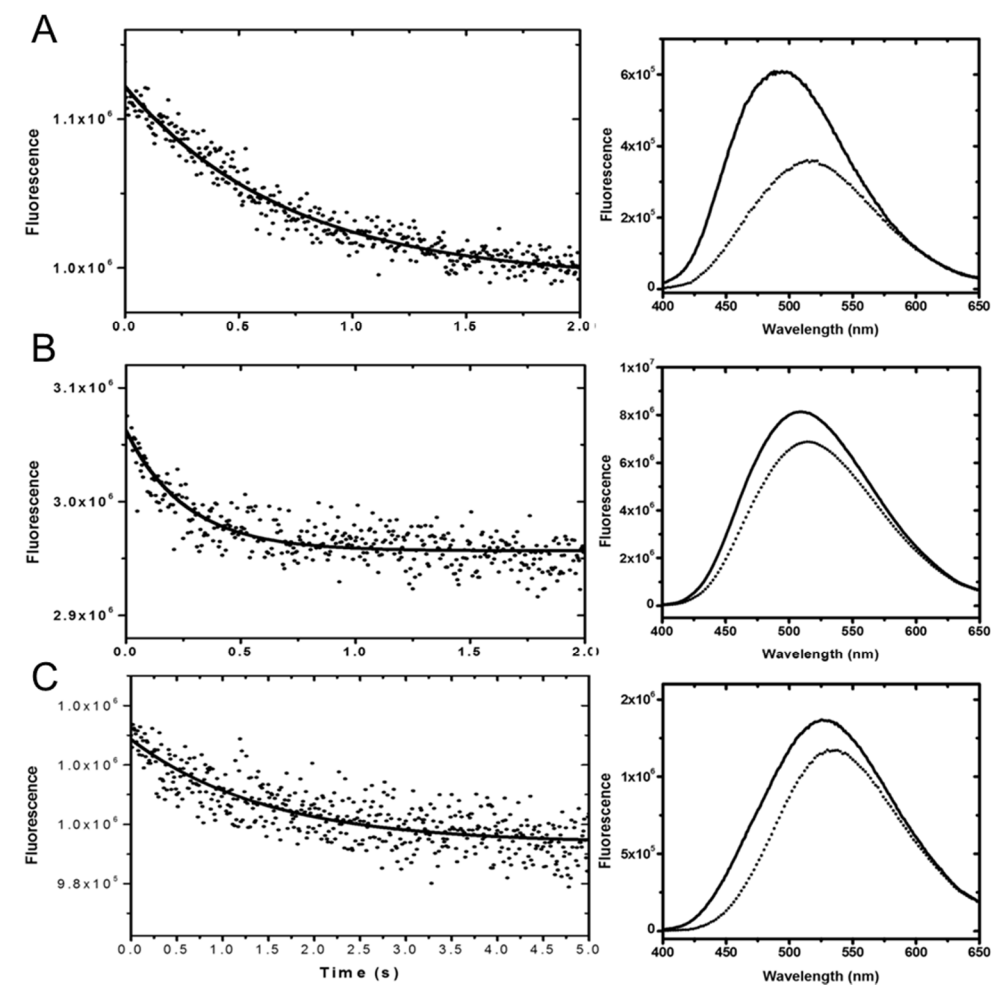 A
Fluorescence
1.1x10⁶
1.0x10⁶
0.0 0.5 1.0 1.5 2.0
Fluorescence
6x10⁵
4x10⁵
2x10⁵
0
400 450 500 550 600 650
Wavelength (nm)
B
Fluorescence
3.1x10⁶
3.0x10⁶
2.9x10⁶
0.0 0.5 1.0 1.5 2.0
Fluorescence
1x10⁷
8x10⁶
6x10⁶
4x10⁶
2x10⁶
0
400 450 500 550 600 650
Wavelength (nm)
C
Fluorescence
1.0x10⁶
1.0x10⁶
1.0x10⁶
9.8x10⁵
0.0 0.5 1.0 1.5 2.0 2.5 3.0 3.5 4.0 4.5 5.0
Time (s)
Fluorescence
2x10⁶
1x10⁶
5x10⁵
0
400 450 500 550 600 650
Wavelength (nm)